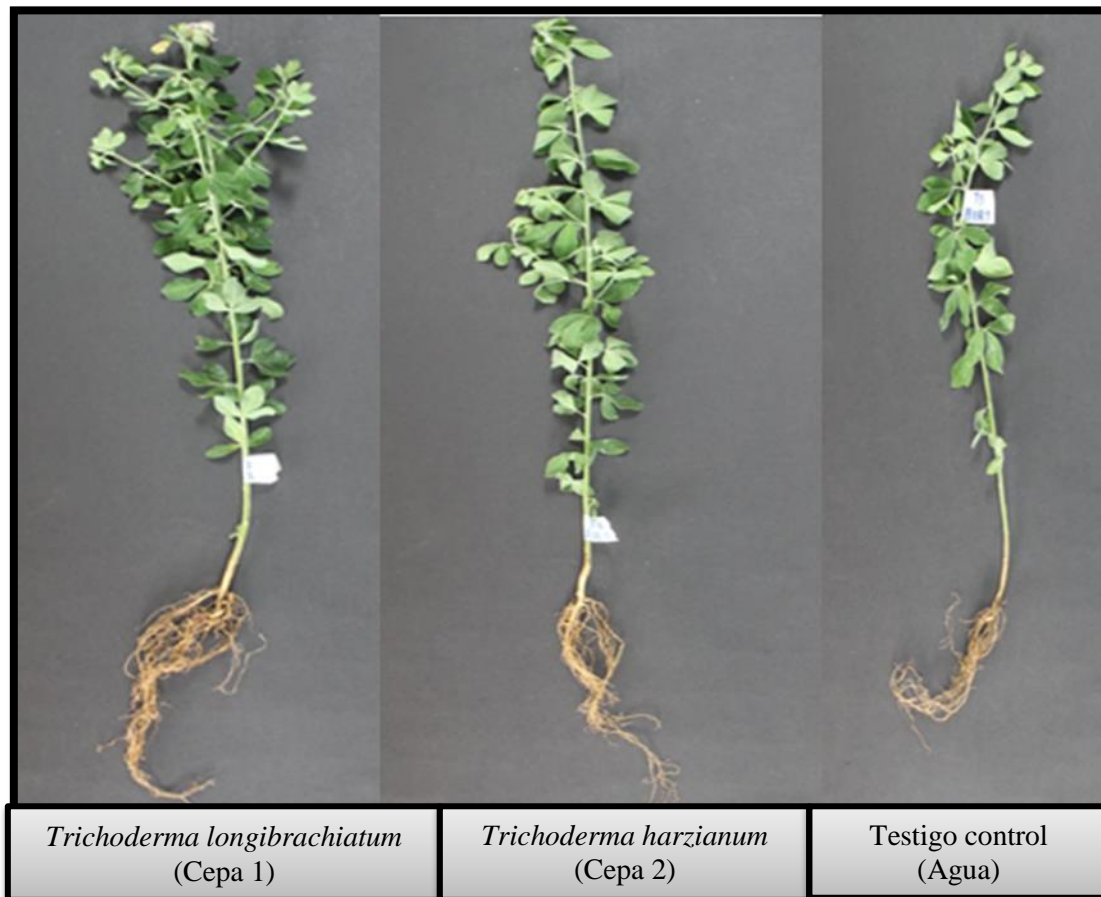 Trichoderma longibrachiatum
(Cepa 1)
Trichoderma harzianum
(Cepa 2)
Testigo control
(Agua)